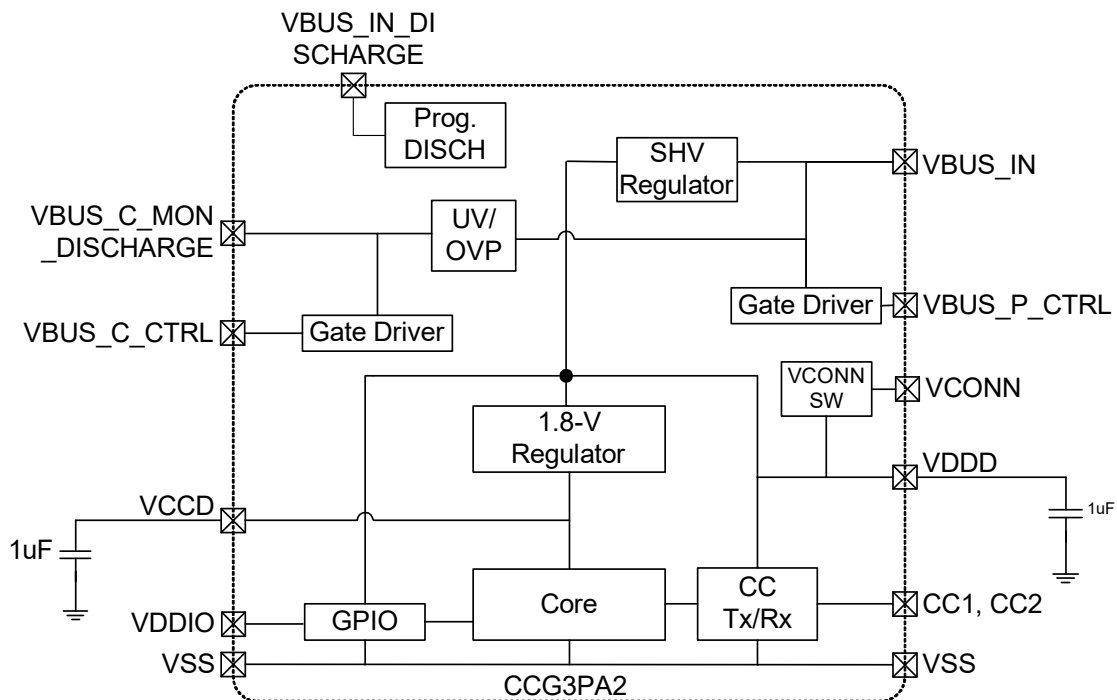 VBUS_IN_DI
SCHARGE
Prog.
DISCH
SHV
Regulator
VBUS_IN
VBUS_C_MON
_DISCHARGE
UV/
OVP
Gate Driver
VBUS_P_CTRL
VBUS_C_CTRL
Gate Driver
VCONN
SW
VCONN
1.8-V
Regulator
VDDD
VCCD
1uF
1uF
Core
CC
Tx/Rx
CC1, CC2
VDDIO
GPIO
VSS
VSS
CCG3PA2